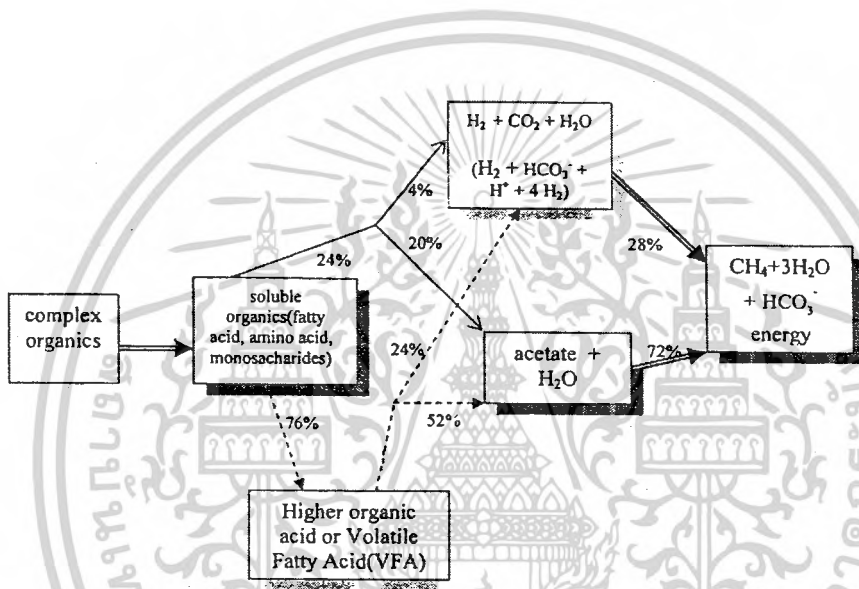 H₂ + CO₂ + H₂O
(H₂ + HCO₃⁻ +
H⁺ + 4 H₂)
4%
20%
24%
28%
CH₄+3H₂O
+ HCO₃⁻
energy
complex
organics
soluble
organics(fatty
acid, amino acid,
monosacharides)
24%
acetate +
H₂O
72%
76%
52%
Higher organic
acid or Volatile
Fatty Acid(VFA)